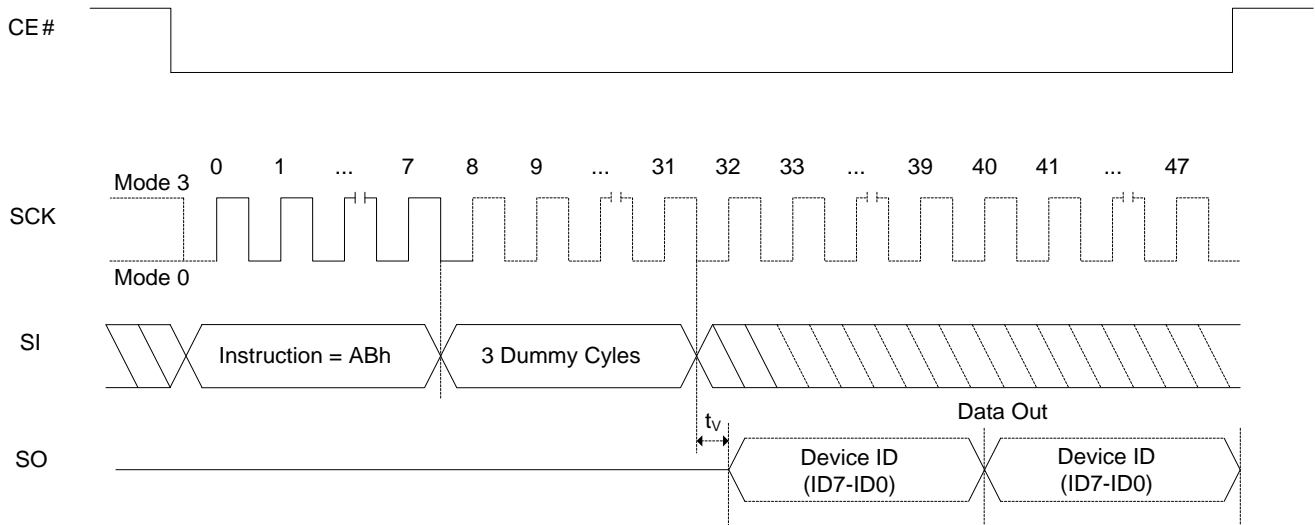 CE#
0 1 ... 7 8 9 ... 31 32 33 ... 39 40 41 ... 47
Mode 3
SCK
Mode 0
SI
Instruction = ABh
3 Dummy Cyles
Data Out
tV
SO
Device ID
(ID7-ID0)
Device ID
(ID7-ID0)